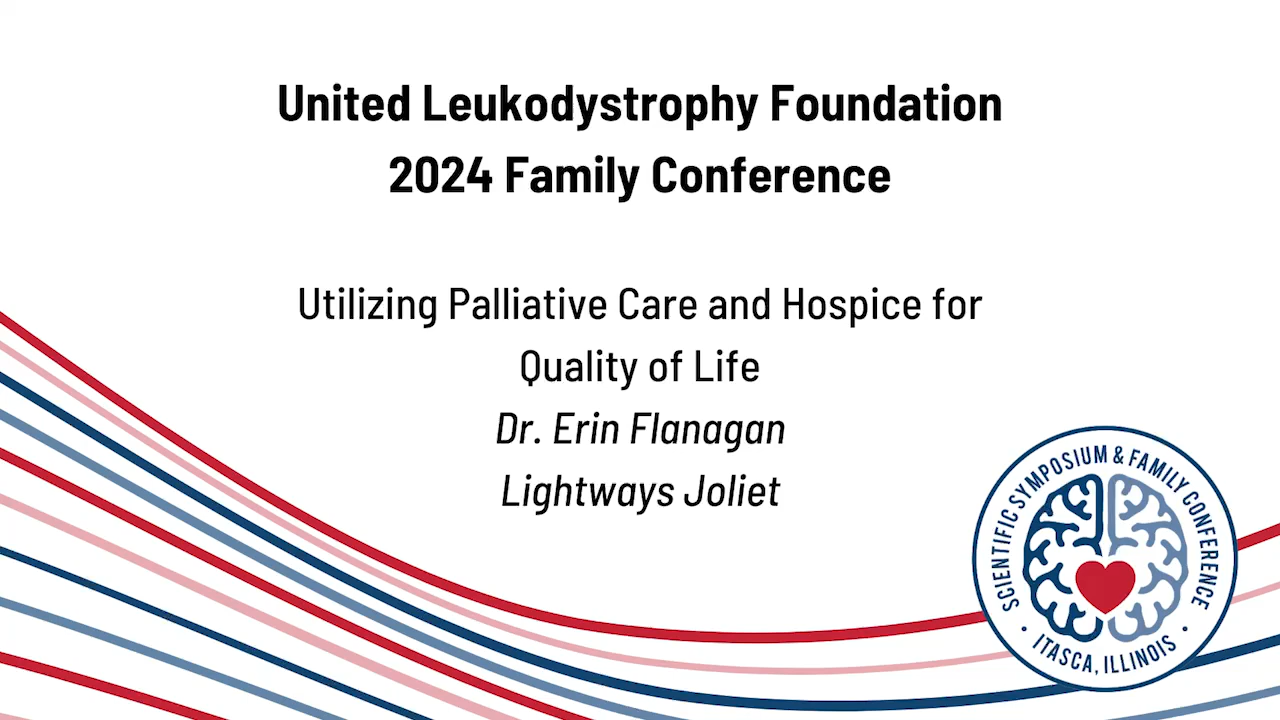 United Leukodystrophy Foundation
2024 Family Conference
Utilizing Palliative Care and Hospice for
Quality of Life
Dr. Erin Flanagan
Lightways Joliet
SCIENTIFIC SYMPOSIUM & FAMILY CONFERENCE
• ITASCA, ILLINOIS •